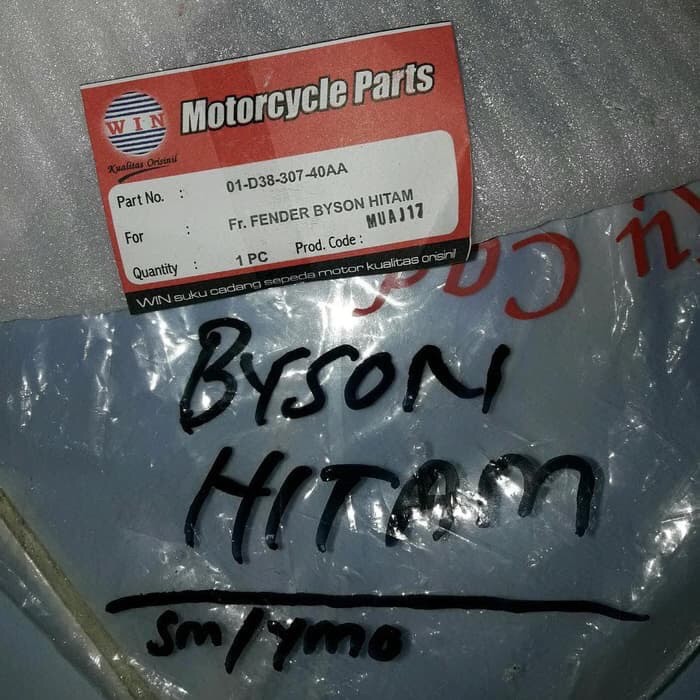 WIN
Kualitas Orisinil
Motorcycle Parts
Part No. : 01-D38-307-40AA
For : Fr. FENDER BYSON HITAM
Quantity : 1 PC Prod. Code : MUAJ17
WIN suku cadang sepeda motor kualitas orisinil
BYSON
HITAM
sm/ymo